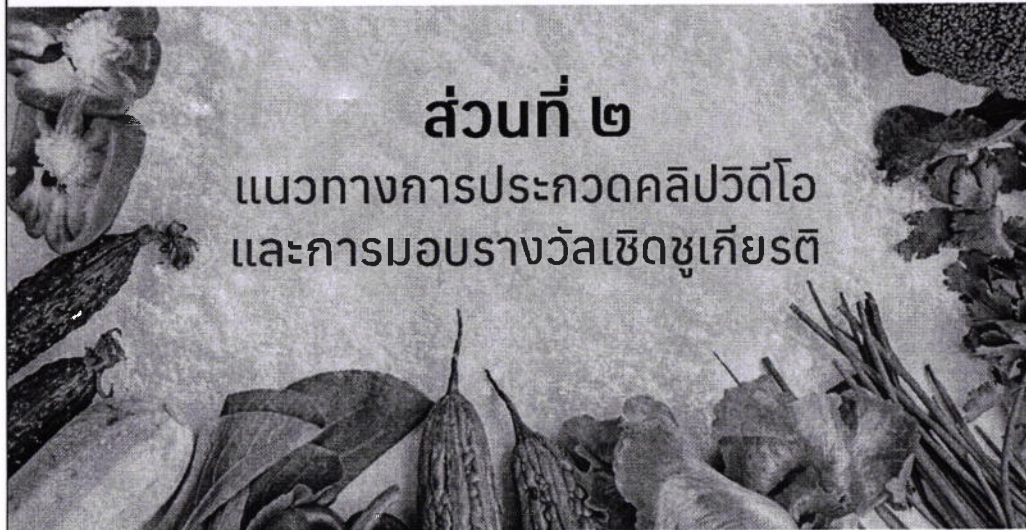 ส่วนที่ ๒
แนวทางการประกวดคลิปวิดีโอ
และการมอบรางวัลเชิดชูเกียรติ